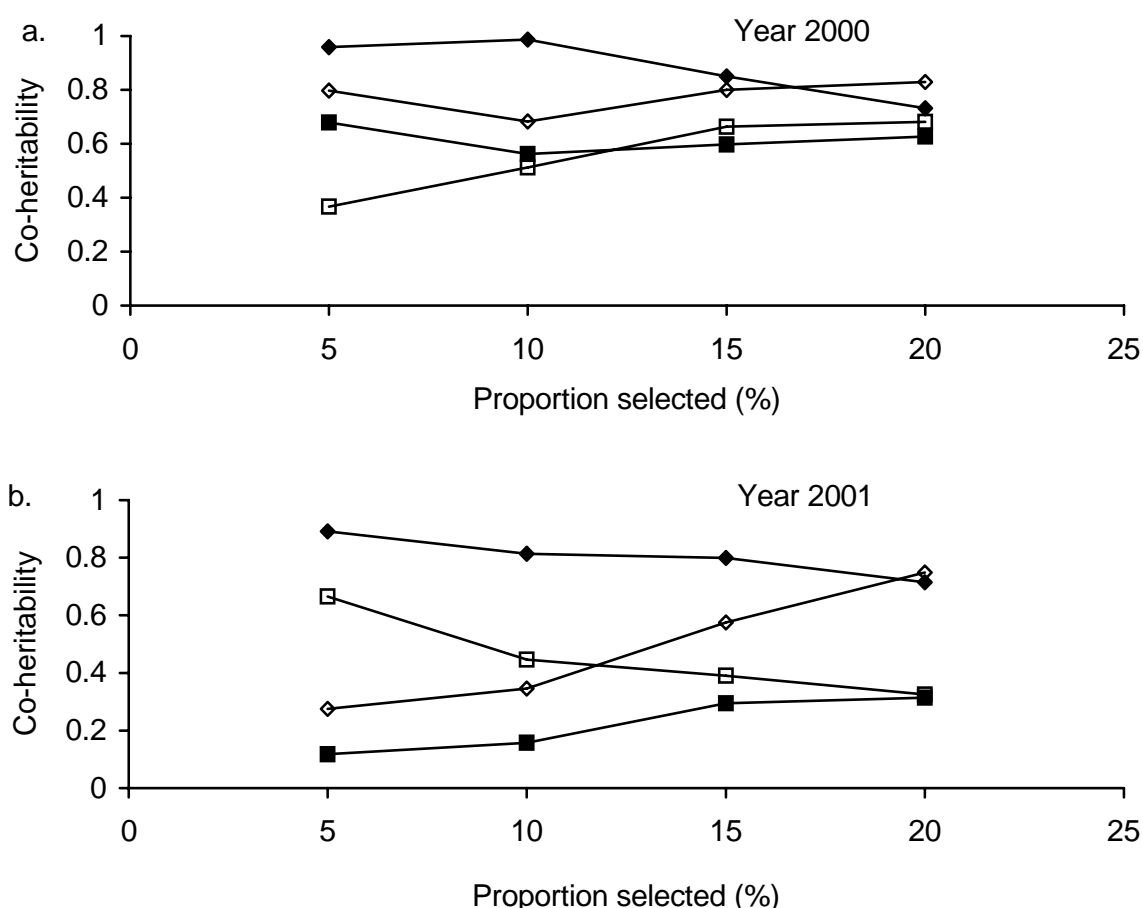 a.
Year 2000
Co-heritability
1
0.8
0.6
0.4
0.2
0
0 5 10 15 20 25
Proportion selected (%)
b.
Year 2001
Co-heritability
1
0.8
0.6
0.4
0.2
0
0 5 10 15 20 25
Proportion selected (%)